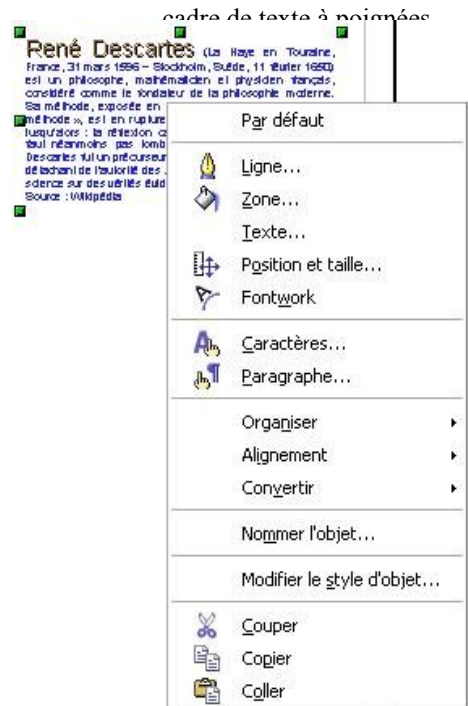 cadre de texte à poignées
René Descartes (La Haye en Touraine,
France, 31 mars 1596 – Stockholm, Suède, 11 février 1650)
est un philosophe, mathématicien et physicien français,
considéré comme le fondateur de la philosophie moderne.
Sa méthode, exposée en
méthode », est en rupture
jusqu'alors : la réflexion
faut néanmoins pas
Descartes fut un précurseur
détachant de l'autorité des
science sur des vérités
Source : Wikipédia
Par défaut
Ligne...
Zone...
Texte...
Position et taille...
Fontwork
Caractères...
Paragraphe...
Organiser
Alignement
Convertir
Nommer l'objet...
Modifier le style d'objet...
Couper
Copier
Coller